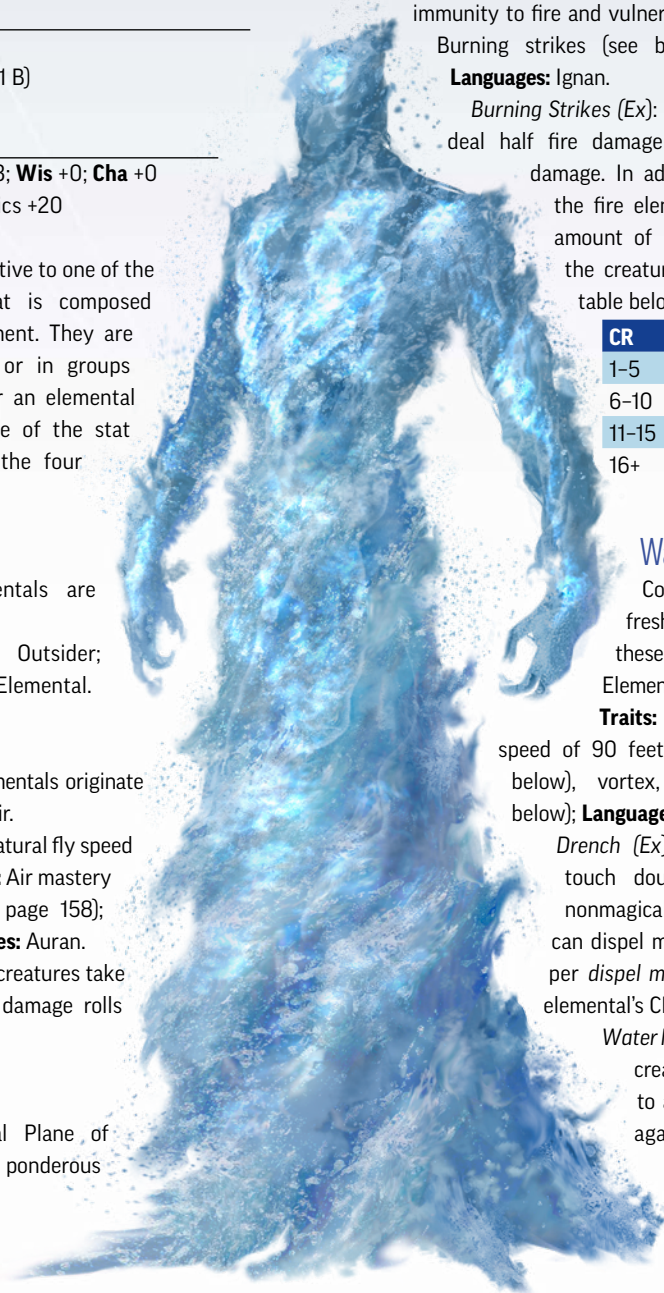 1 B)
; Wis +0; Cha +0
ics +20
tive to one of the
at is composed
ment. They are
or in groups
r an elemental
e of the stat
the four
entals are
Outsider;
Elemental.
mentals originate
ir.
atural fly speed
: Air mastery
page 158);
es: Auran.
creatures take
damage rolls
al Plane of
ponderous
immunity to fire and vulner
Burning strikes (see b
Languages: Ignan.
Burning Strikes (Ex):
deal half fire damage
damage. In ad
the fire elem
amount of
the creatur
table belo
CR
1–5
6–10
11–15
16+
Wa
Co
fresh
these
Elemen
Traits:
speed of 90 feet
below), vortex,
below); Language
Drench (Ex)
touch dou
nonmagica
can dispel m
per dispel m
elemental's C
Water
crea
to
aga